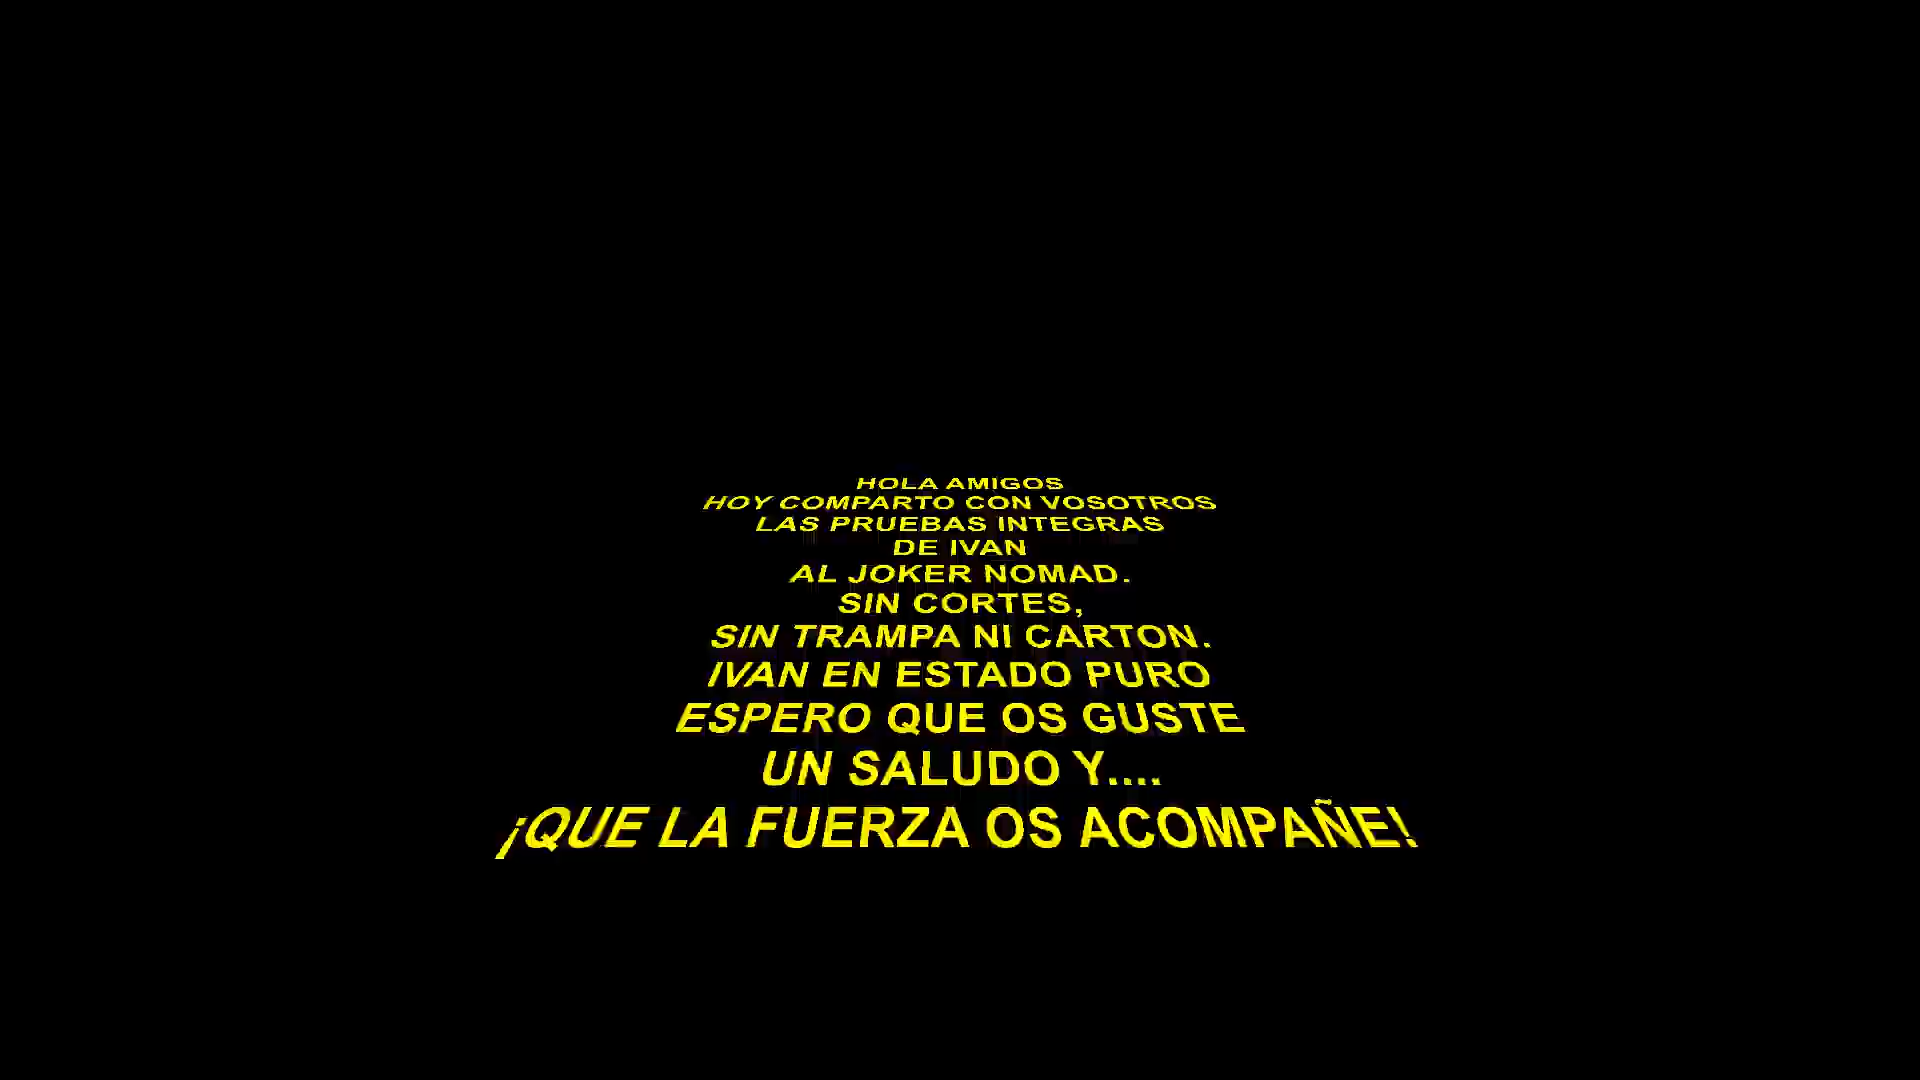 HOLA AMIGOS
HOY COMPARTO CON VOSOTROS
LAS PRUEBAS INTEGRAS
DE IVAN
AL JOKER NOMAD.
SIN CORTES,
SIN TRAMPA NI CARTON.
IVAN EN ESTADO PURO
ESPERO QUE OS GUSTE
UN SALUDO Y....
¡QUE LA FUERZA OS ACOMPAÑE!